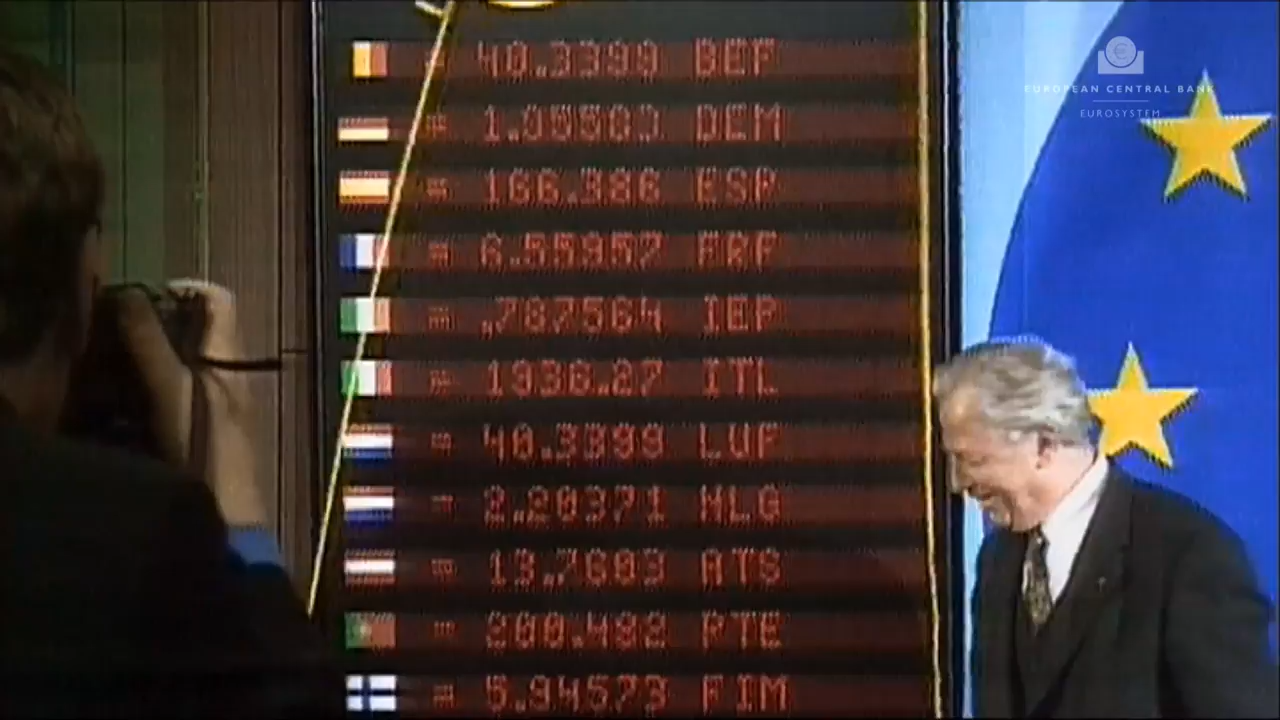 = 40.3399 BEF
= 1.95583 DEM
= 166.386 ESP
= 6.55957 FRF
= .787564 IEP
= 1936.27 ITL
= 40.3399 LUF
= 2.20371 NLG
= 13.7603 ATS
= 200.482 PTE
= 5.94573 FIM
EUROPEAN CENTRAL BANK
EUROSYSTEM